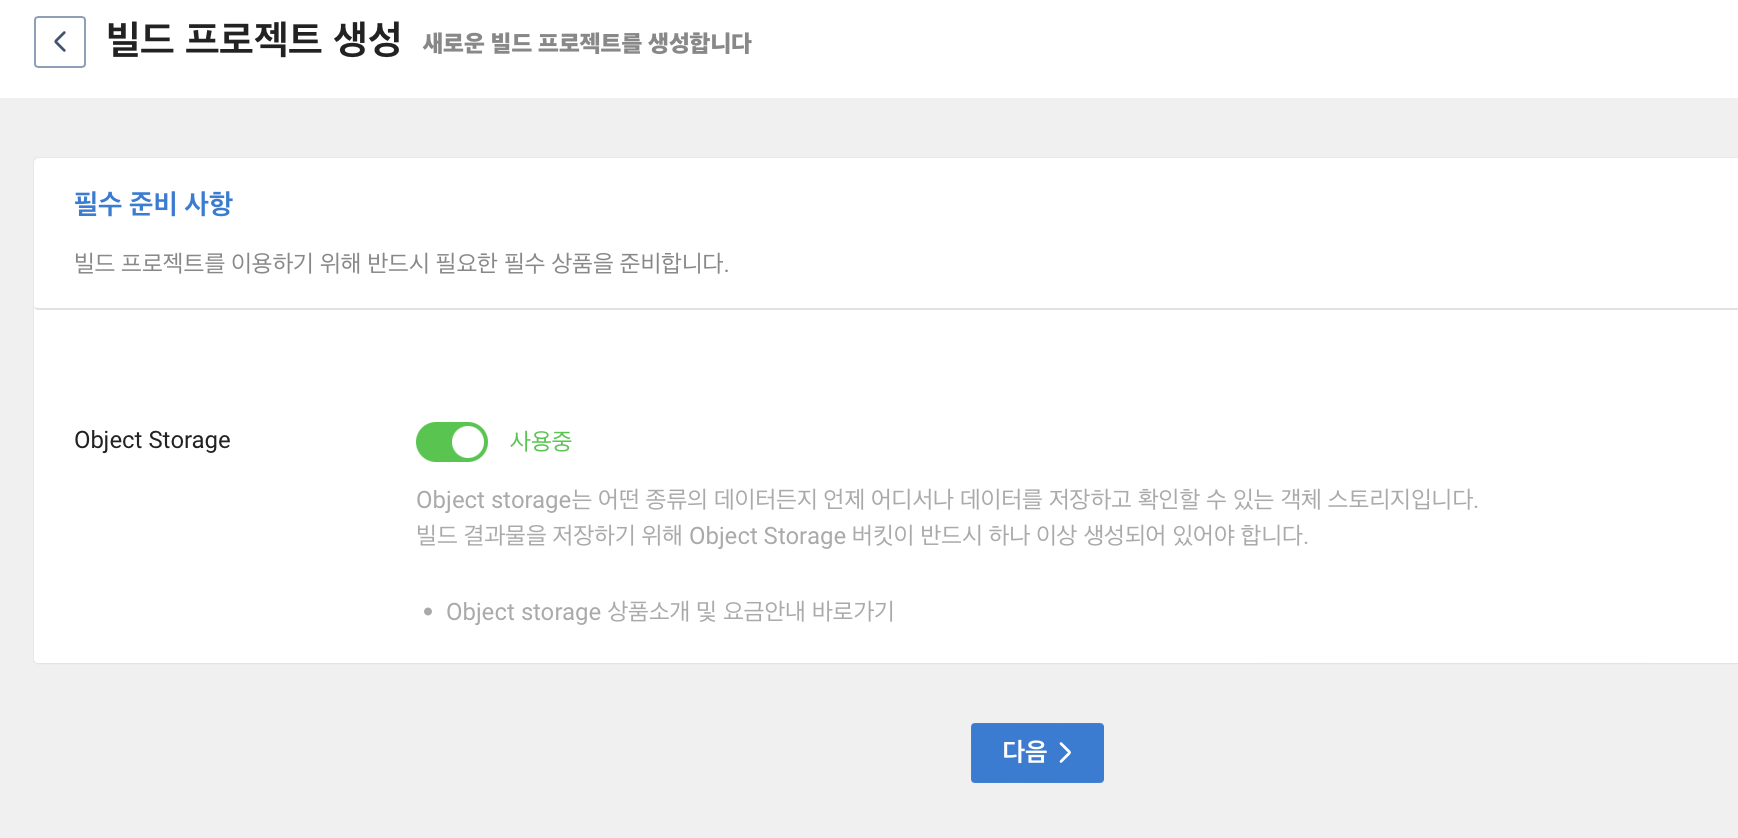 빌드 프로젝트 생성 새로운 빌드 프로젝트를 생성합니다
필수 준비 사항
빌드 프로젝트를 이용하기 위해 반드시 필요한 필수 상품을 준비합니다.
Object Storage 사용중
Object storage는 어떤 종류의 데이터든지 언제 어디서나 데이터를 저장하고 확인할 수 있는 객체 스토리지입니다.
빌드 결과물을 저장하기 위해 Object Storage 버킷이 반드시 하나 이상 생성되어 있어야 합니다.
• Object storage 상품소개 및 요금안내 바로가기
다음